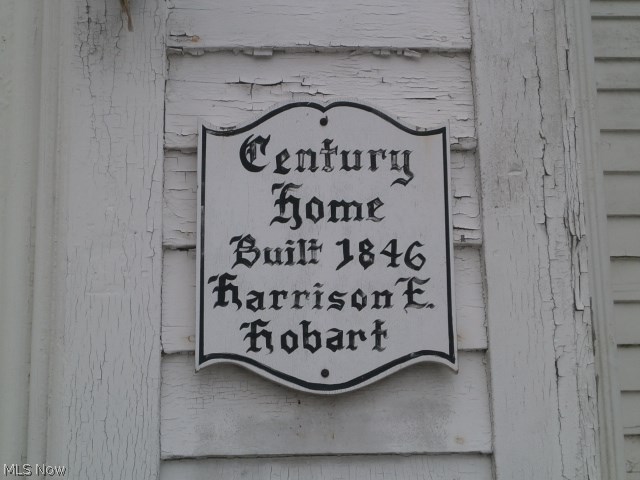 Century
Home
Built 1846
Harrison E.
Hobart
MLS Now